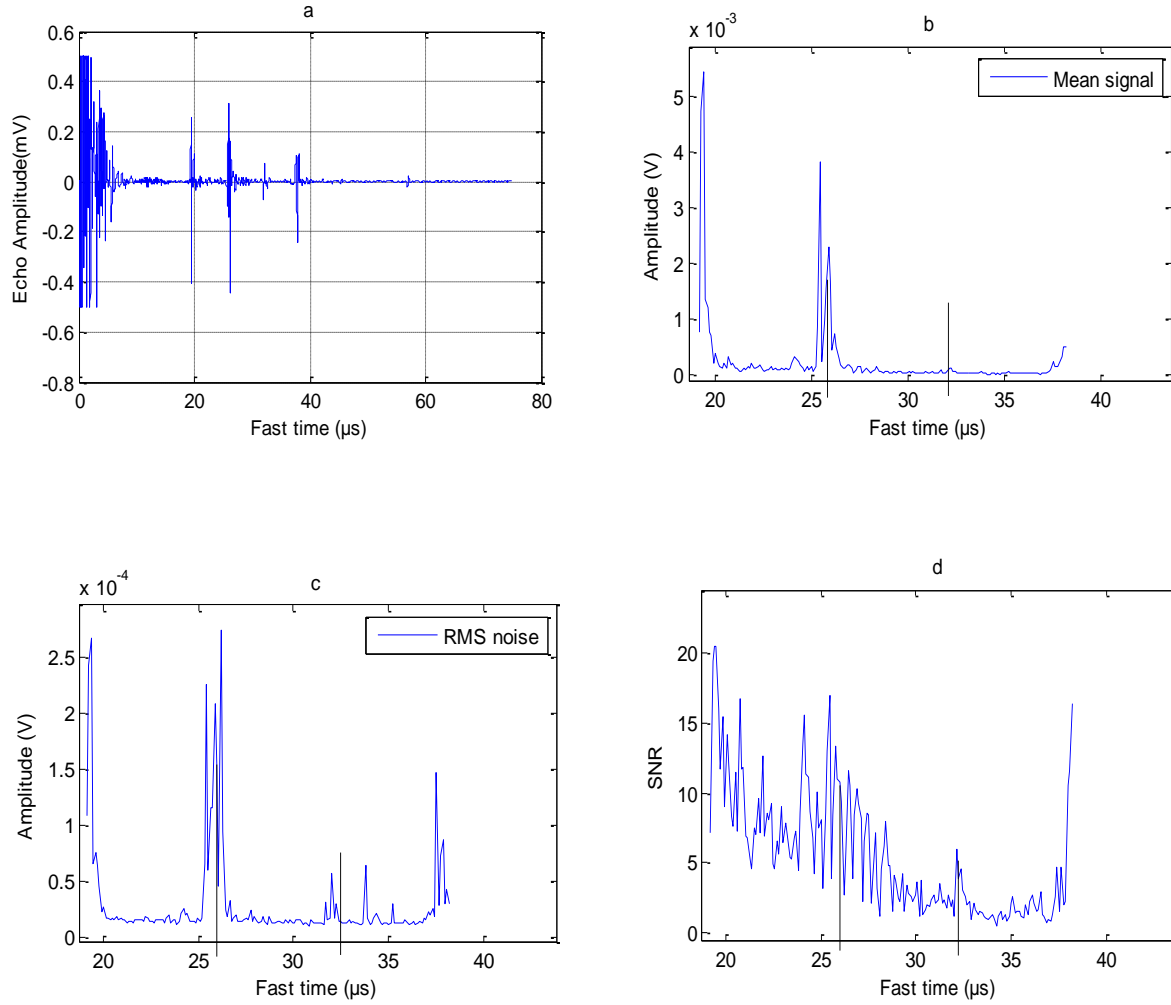 a
0.6
0.4
0.2
0
-0.2
-0.4
-0.6
-0.8
Echo Amplitude(mV)
0 20 40 60 80
Fast time (µs)
b
x 10-3
Mean signal
5
4
3
2
1
0
Amplitude (V)
20 25 30 35 40
Fast time (µs)
c
x 10-4
RMS noise
2.5
2
1.5
1
0.5
0
Amplitude (V)
20 25 30 35 40
Fast time (µs)
d
20
15
10
5
0
SNR
20 25 30 35 40
Fast time (µs)